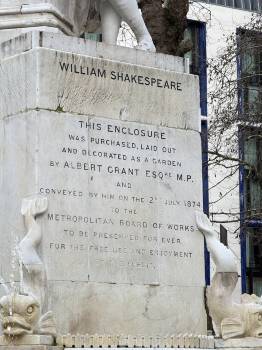 WILLIAM SHAKESPEARE
THIS ENCLOSURE
WAS PURCHASED, LAID OUT
AND DECORATED AS A GARDEN
BY ALBERT GRANT ESQRE M.P.
AND
CONVEYED BY HIM ON THE 2ND JULY 1874
TO THE
METROPOLITAN BOARD OF WORKS
TO BE PRESERVED FOR EVER
FOR THE FREE USE AND ENJOYMENT